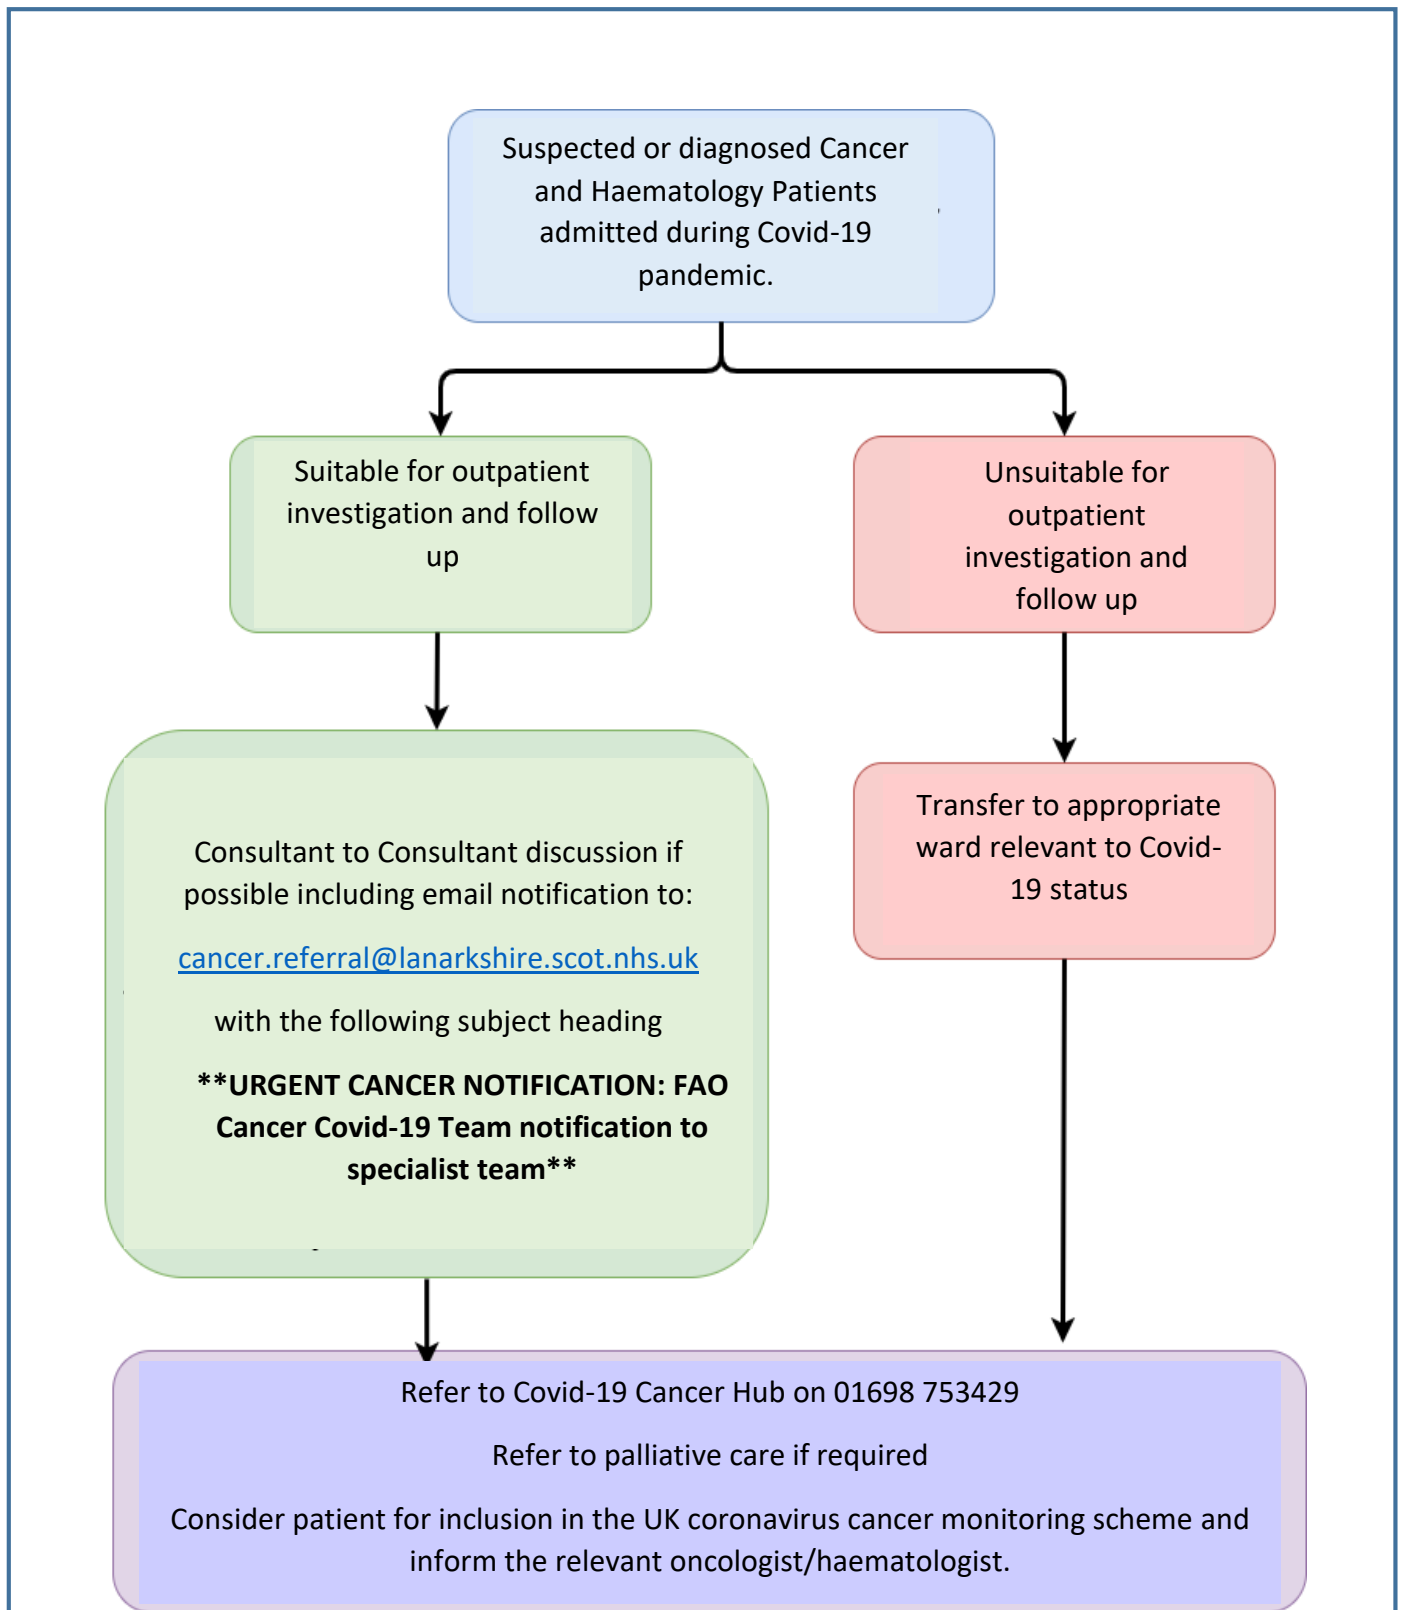 Suspected or diagnosed Cancer
and Haematology Patients
admitted during Covid-19
pandemic.
Suitable for outpatient
investigation and follow
up
Unsuitable for
outpatient
investigation and
follow up
Consultant to Consultant discussion if
possible including email notification to:
cancer.referral@lanarkshire.scot.nhs.uk
with the following subject heading
**URGENT CANCER NOTIFICATION: FAO
Cancer Covid-19 Team notification to
specialist team**
Transfer to appropriate
ward relevant to Covid-
19 status
Refer to Covid-19 Cancer Hub on 01698 753429
Refer to palliative care if required
Consider patient for inclusion in the UK coronavirus cancer monitoring scheme and
inform the relevant oncologist/haematologist.